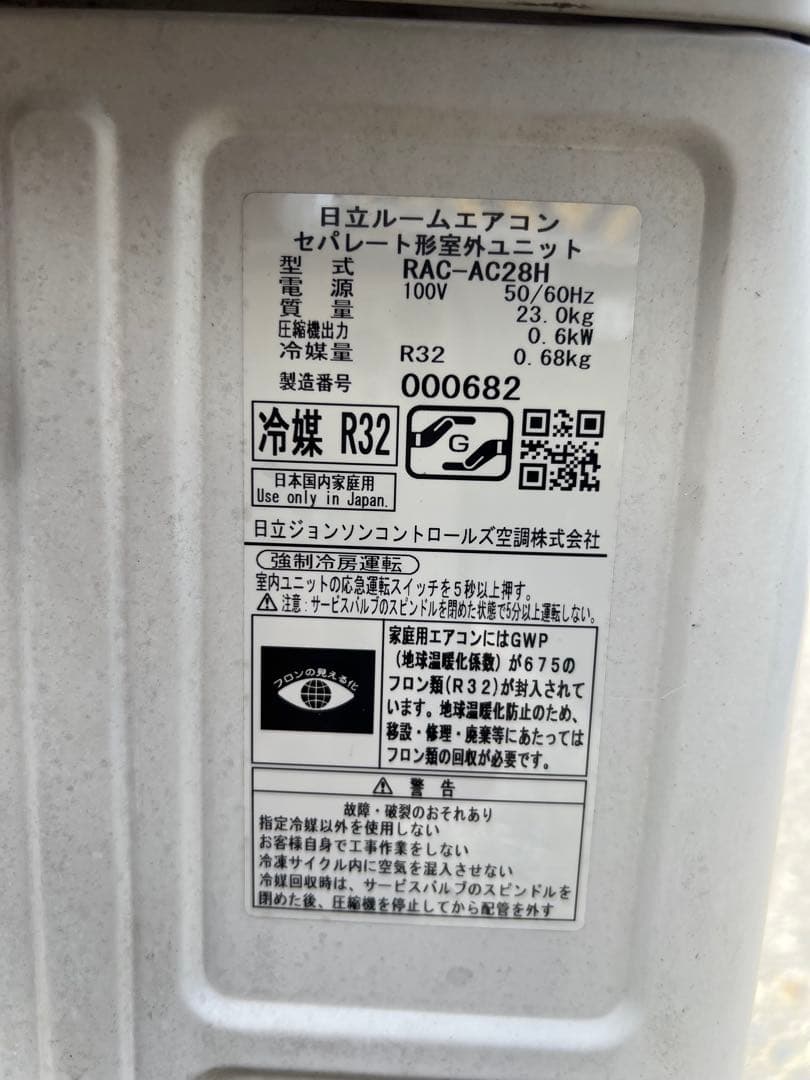 日立ルームエアコン
セパレート形室外ユニット
型 式 RAC-AC28H
電 源 100V 50/60Hz
質 量 23.0kg
圧縮機出力 0.6kW
冷媒量 R32 0.68kg
製造番号 000682
冷媒 R32
G
日本国内家庭用
Use only in Japan.
日立ジョンソンコントロールズ空調株式会社
強制冷房運転
室内ユニットの応急運転スイッチを5秒以上押す。
⚠注意:サービスバルブのスピンドルを閉めた状態で5分以上運転しない。
フロンの見える化
家庭用エアコンにはGWP
(地球温暖化係数)が675の
フロン類(R32)が封入されて
います。地球温暖化防止のため、
移設・修理・廃棄等にあたっては
フロン類の回収が必要です。
⚠ 警 告
故障・破裂のおそれあり
指定冷媒以外を使用しない
お客様自身で工事作業をしない
冷凍サイクル内に空気を混入させない
冷媒回収時は、サービスバルブのスピンドルを
閉めた後、圧縮機を停止してから配管を外す